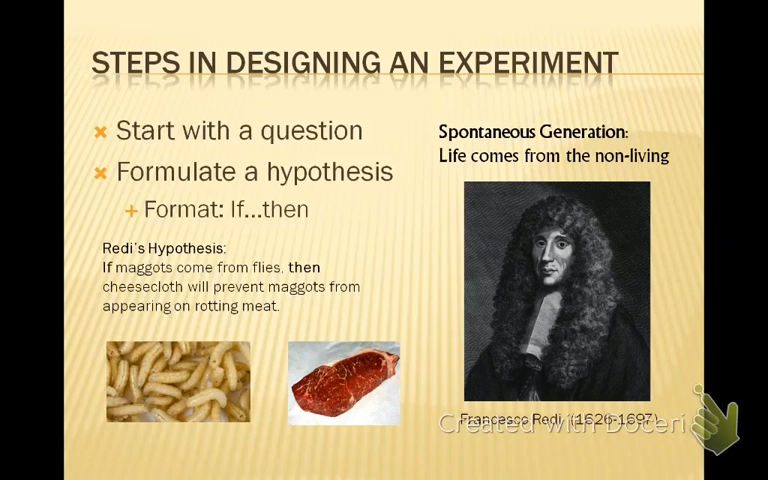 STEPS IN DESIGNING AN EXPERIMENT
Start with a question
Formulate a hypothesis
Format: If...then
Redi's Hypothesis:
If maggots come from flies, then
cheesecloth will prevent maggots from
appearing on rotting meat.
Spontaneous Generation:
Life comes from the non-living
Francesco Redi (1626-1697)
Created with Doceri